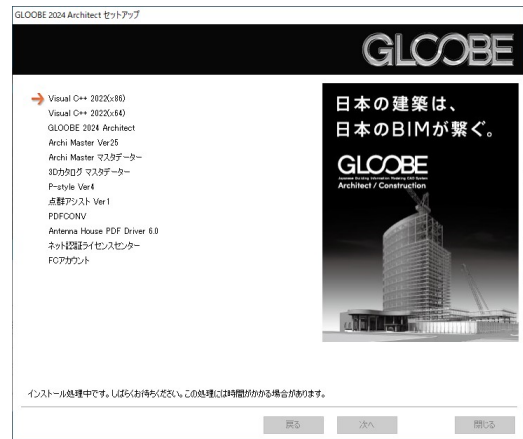 GLOOBE 2024 Architect セットアップ
GLOOBE
Visual C++ 2022(x86)
Visual C++ 2022(x64)
GLOOBE 2024 Architect
Archi Master Ver25
Archi Master マスタデーター
3Dカタログ マスタデーター
P-style Ver4
点群アシスト Ver1
PDFCONV
Antenna House PDF Driver 6.0
ネット認証ライセンスセンター
FCアカウント
日本の建築は、
日本のBIMが繋ぐ。
GLOOBE
Japanese Building Information Modeling CAD System
Architect / Construction
インストール処理中です。しばらくお待ちください。この処理には時間がかかる場合があります。
戻る
次へ
閉じる